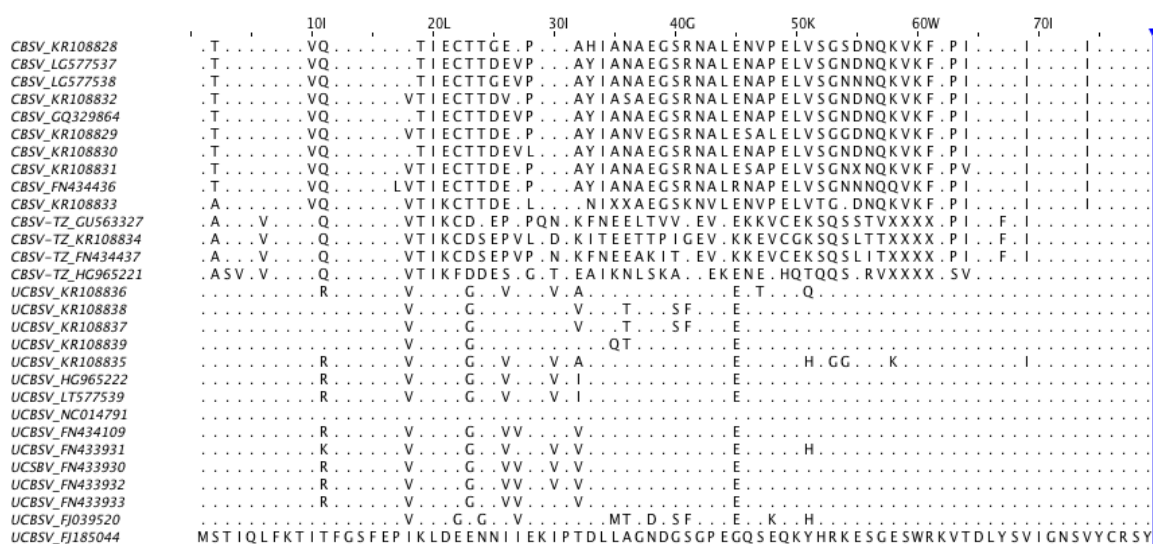 10I 20L 30I 40G 50K 60W 70I
CBSV_KR108828 .T.......VQ.......TIECTTGE.P...AHIANAEGSRNALENVPELVSGSDNQKVKF.PI....I....I.....
CBSV_LG577537 .T.......VQ.......TIECTTDEVP...AYIANAEGSRNALENAPELVSGNDNQKVKF.PI....I....I.....
CBSV_LG577538 .T.......VQ.......TIECTTGEVP...AYIANAEGSRNALENAPELVSGNNNQKVKF.PI....I....I.....
CBSV_KR108832 .T.......VQ......VTIECTTDV.P...AYIASAEGSRNALENAPELVSGNDNQKVKF.PI....I....I.....
CBSV_GQ329864 .T.......VQ.......TIECTTDEVP...AYIANAEGSRNALENAPELVSGNDNQKVKF.PI....I....I.....
CBSV_KR108829 .T.......VQ......VTIECTTDE.P...AYIANVEGSRNALESALELVSGGDNQKVKF.PI....I....I.....
CBSV_KR108830 .T.......VQ.......TIECTTDEVL...AYIANAEGSRNALENAPELVSGNDNQKVKF.PI....I....I.....
CBSV_KR108831 .T.......VQ......VTIECTTDE.P...AYIANAEGSRNALESAPELVSGNXNQKVKF.PV....I....I.....
CBSV_FN434436 .T.......VQ.....LVTIECTTDE.P...AYIANAEGSRNALERNAPELVSGNNNQQVKF.PI....I....I.....
CBSV_KR108833 .A.......VQ......VTIKCTTDE.L....NIXXAEGSKNVLENVPELVTG.DNQKVKF.PI....I....I.....
CBSV-TZ_GU563327 .A...V....Q......VTIKCD.EP.PQN.KFNEELTVV.EV.EKKVCEKSQSSTVXXXX.PI..F.I..........
CBSV-TZ_KR108834 .A...V....Q......VTIKCDSEPVL.D.KITEETTPIGEV.KKEVCGKSQSLTTXXXX.PI..F.I..........
CBSV-TZ_FN434437 .A...V....Q......VTIKCDSEPVP.N.KFNEEAKIT.EV.KKEVCEKSQSLITXXXX.PI..F.I..........
CBSV-TZ_HG965221 .ASV.V....Q......VTIKFDDES.G.T.EAIKNLSKA..EKENE.HQTQQS.RVXXXX.SV...............
UCBSV_KR108836 ..........R......V....G..V...V.A............E.T...Q............................
UCBSV_KR108838 .................V....G........V...T...SF...E..................................
UCBSV_KR108837 .................V....G........V...T...SF...E..................................
UCBSV_KR108839 .................V....G...........QT........E..................................
UCBSV_KR108835 ..........R......V....G..V...V.A............E.....H.GG...K..........I..........
UCBSV_HG965222 ..........R......V....G..V...V.I............E..................................
UCBSV_LT577539 ..........R......V....G..V...V.I............E..................................
UCBSV_NC014791 ...............................................................................
UCBSV_FN434109 ..........R......V....G..VV....V............E..................................
UCBSV_FN433931 ..........K......V....G..V...V.V............E.....H............................
UCSBV_FN433930 ..........R......V....G..VV..V.V............E..................................
UCBSV_FN433932 ..........R......V....G..VV..V.V............E..................................
UCBSV_FN433933 ..........R......V....G..VV....V............E..................................
UCBSV_FJ039520 .................V...G.G..V.......MT.D.SF...E..K..H............................
UCBSV_FJ185044 MSTIQLFKTITFGSFEPIKLDEENNIIEKIPTDLLAGNDGSGPEGQSEQKYHRKESGESWRKVTDLYSVIGNSVYCRSY